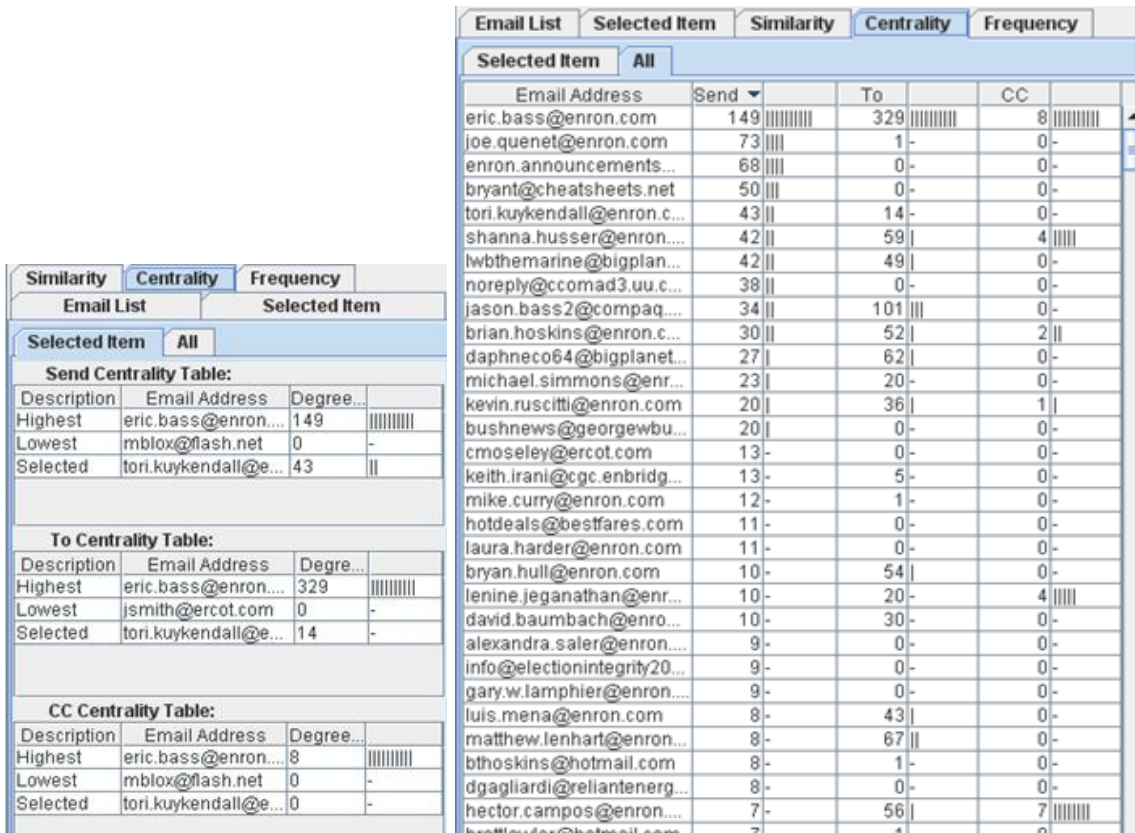 Similarity Centrality Frequency
Email List Selected Item
Selected Item All
Send Centrality Table:
Description Email Address Degree...
Highest eric.bass@enron.... 149 ||||||||||
Lowest mblox@flash.net 0 -
Selected tori.kuykendall@e... 43 ||
To Centrality Table:
Description Email Address Degre...
Highest eric.bass@enron.... 329 ||||||||||
Lowest jsmith@ercot.com 0 -
Selected tori.kuykendall@e... 14 -
CC Centrality Table:
Description Email Address Degree...
Highest eric.bass@enron.... 8 ||||||||||
Lowest mblox@flash.net 0 -
Selected tori.kuykendall@e... 0 -
Email List Selected Item Similarity Centrality Frequency
Selected Item All
Email Address Send To CC
eric.bass@enron.com 149 |||||||||| 329 |||||||||| 8 ||||||||||
joe.quenet@enron.com 73 |||| 1 - 0 -
enron.announcements... 68 |||| 0 - 0 -
bryant@cheatsheets.net 50 ||| 0 - 0 -
tori.kuykendall@enron.c... 43 || 14 - 0 -
shanna.husser@enron.... 42 || 59 | 4 |||||
lwbthemarine@bigplan... 42 || 49 | 0 -
noreply@ccomad3.uu.c... 38 || 0 - 0 -
jason.bass2@compaq.... 34 || 101 ||| 0 -
brian.hoskins@enron.c... 30 || 52 | 2 ||
daphneco64@bigplanet... 27 | 62 | 0 -
michael.simmons@enr... 23 | 20 - 0 -
kevin.ruscitti@enron.com 20 | 36 | 1 |
bushnews@georgewbu... 20 | 0 - 0 -
cmoseley@ercot.com 13 - 0 - 0 -
keith.irani@cgc.enbridg... 13 - 5 - 0 -
mike.curry@enron.com 12 - 1 - 0 -
hotdeals@bestfares.com 11 - 0 - 0 -
laura.harder@enron.com 11 - 0 - 0 -
bryan.hull@enron.com 10 - 54 | 0 -
lenine.jeganathan@enr... 10 - 20 - 4 |||||
david.baumbach@enro... 10 - 30 - 0 -
alexandra.saler@enron.... 9 - 0 - 0 -
info@electionintegrity20... 9 - 0 - 0 -
gary.w.lamphier@enron.... 9 - 0 - 0 -
luis.mena@enron.com 8 - 43 | 0 -
matthew.lenhart@enron... 8 - 67 || 0 -
bthoskins@hotmail.com 8 - 1 - 0 -
dgagliardi@reliantenerg... 8 - 0 - 0 -
hector.campos@enron.... 7 - 56 | 7 ||||||||